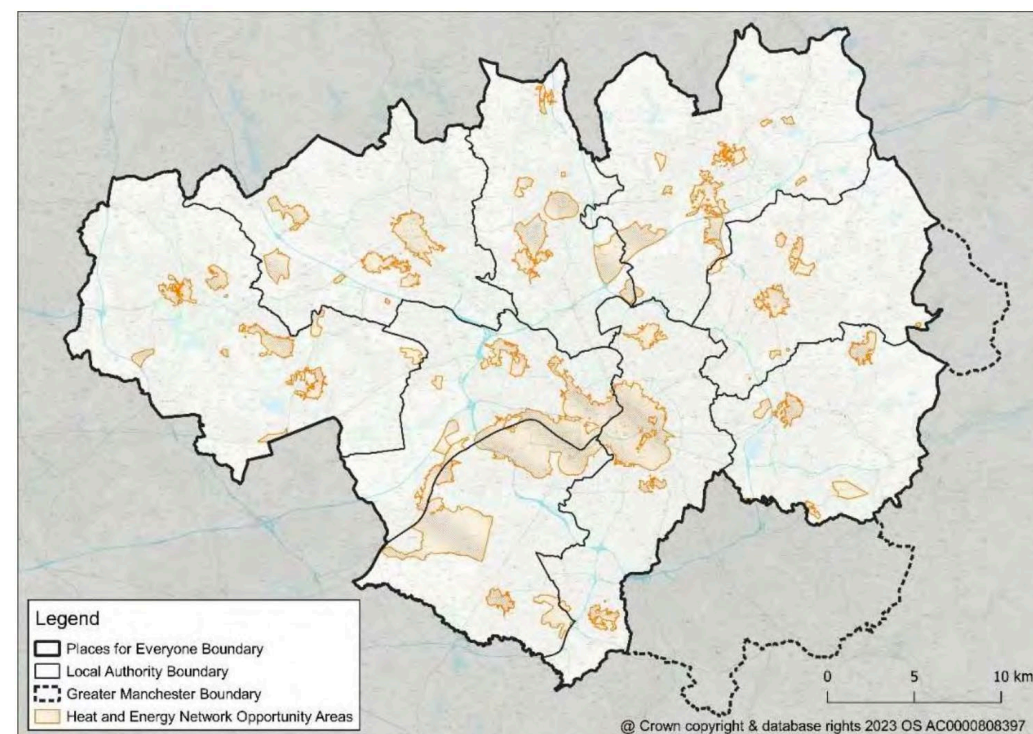 Legend
Places for Everyone Boundary
Local Authority Boundary
Greater Manchester Boundary
Heat and Energy Network Opportunity Areas
0 5 10 km
@ Crown copyright & database rights 2023 OS AC0000808397